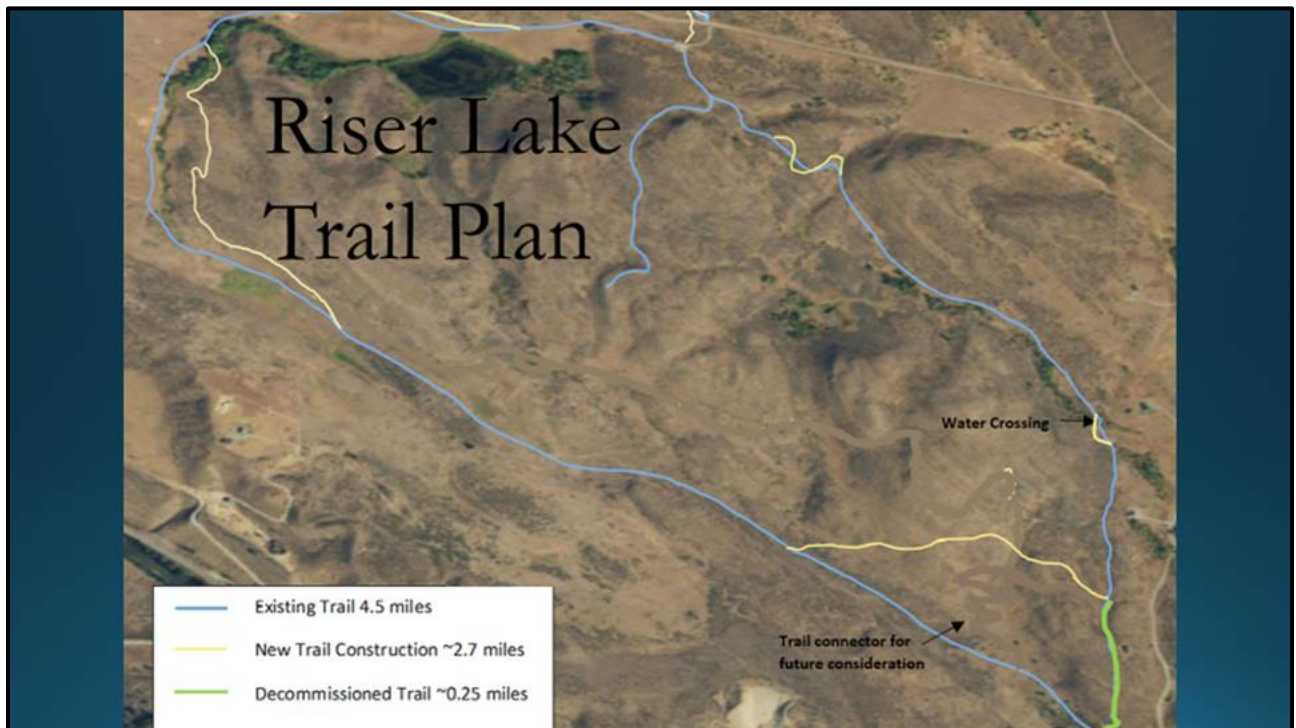 Riser Lake
Trail Plan
Water Crossing
Trail connector for
future consideration
Existing Trail 4.5 miles
New Trail Construction ~2.7 miles
Decommissioned Trail ~0.25 miles